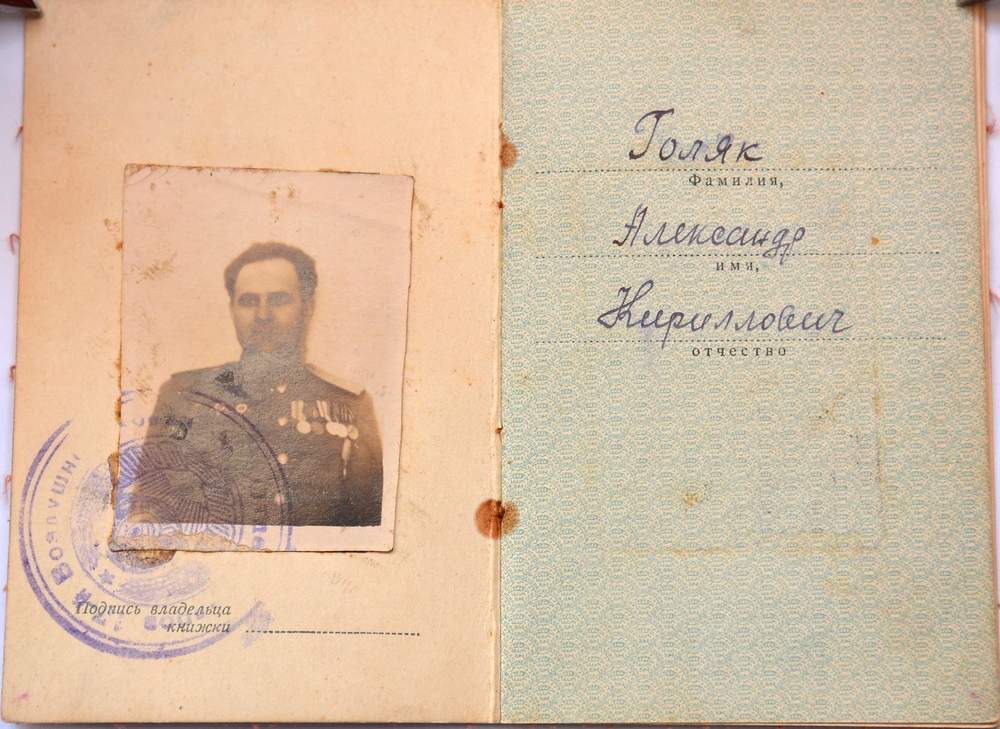 Подпись владельца
книжки
Голяк
Фамилия,
Александр
имя,
Кириллович
отчество